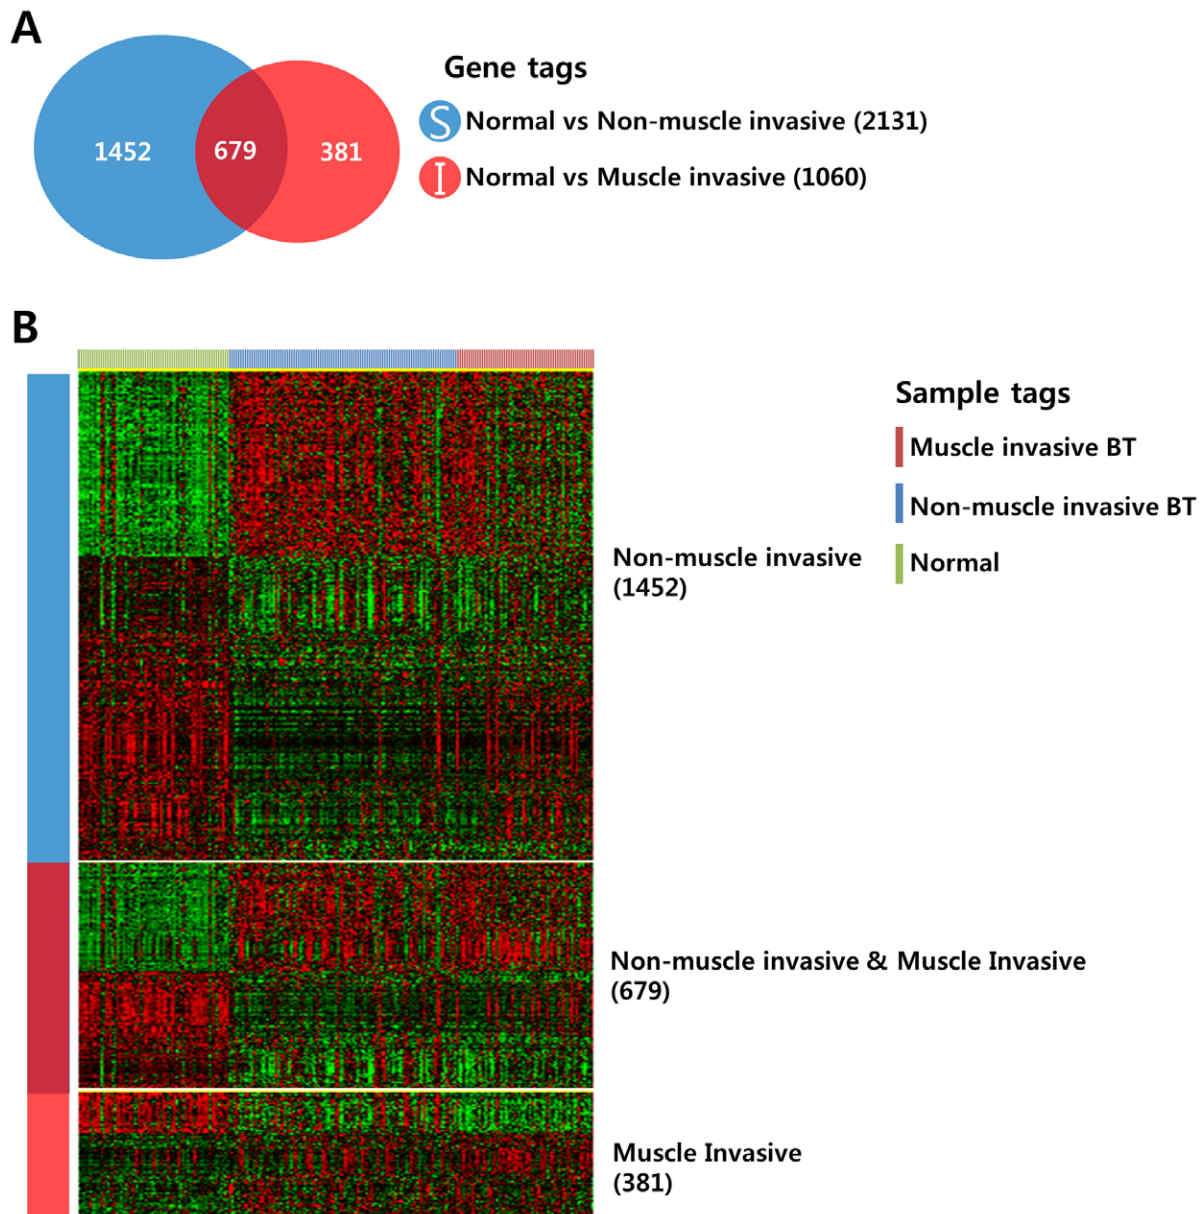 A
1452
679
381
Gene tags
S Normal vs Non-muscle invasive (2131)
I Normal vs Muscle invasive (1060)
B
Sample tags
Muscle invasive BT
Non-muscle invasive BT
Normal
Non-muscle invasive
(1452)
Non-muscle invasive & Muscle Invasive
(679)
Muscle Invasive
(381)